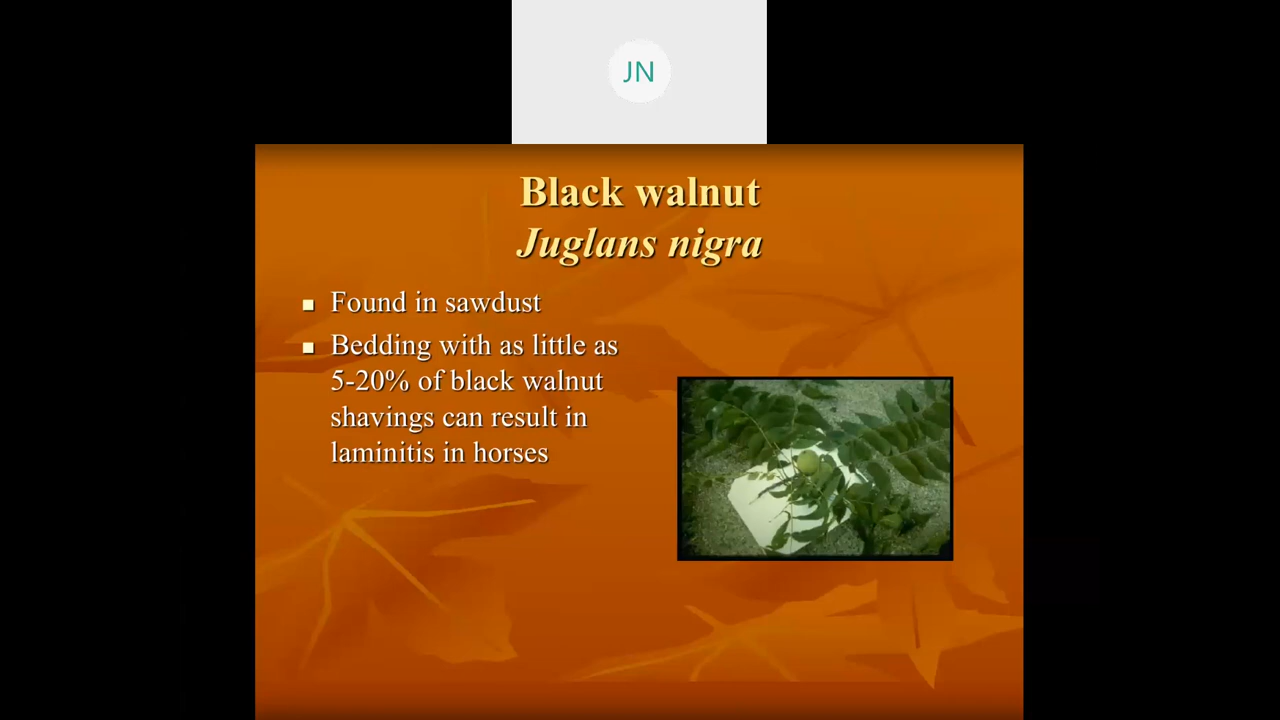 JN
Black walnut
Juglans nigra
Found in sawdust
Bedding with as little as
5-20% of black walnut
shavings can result in
laminitis in horses